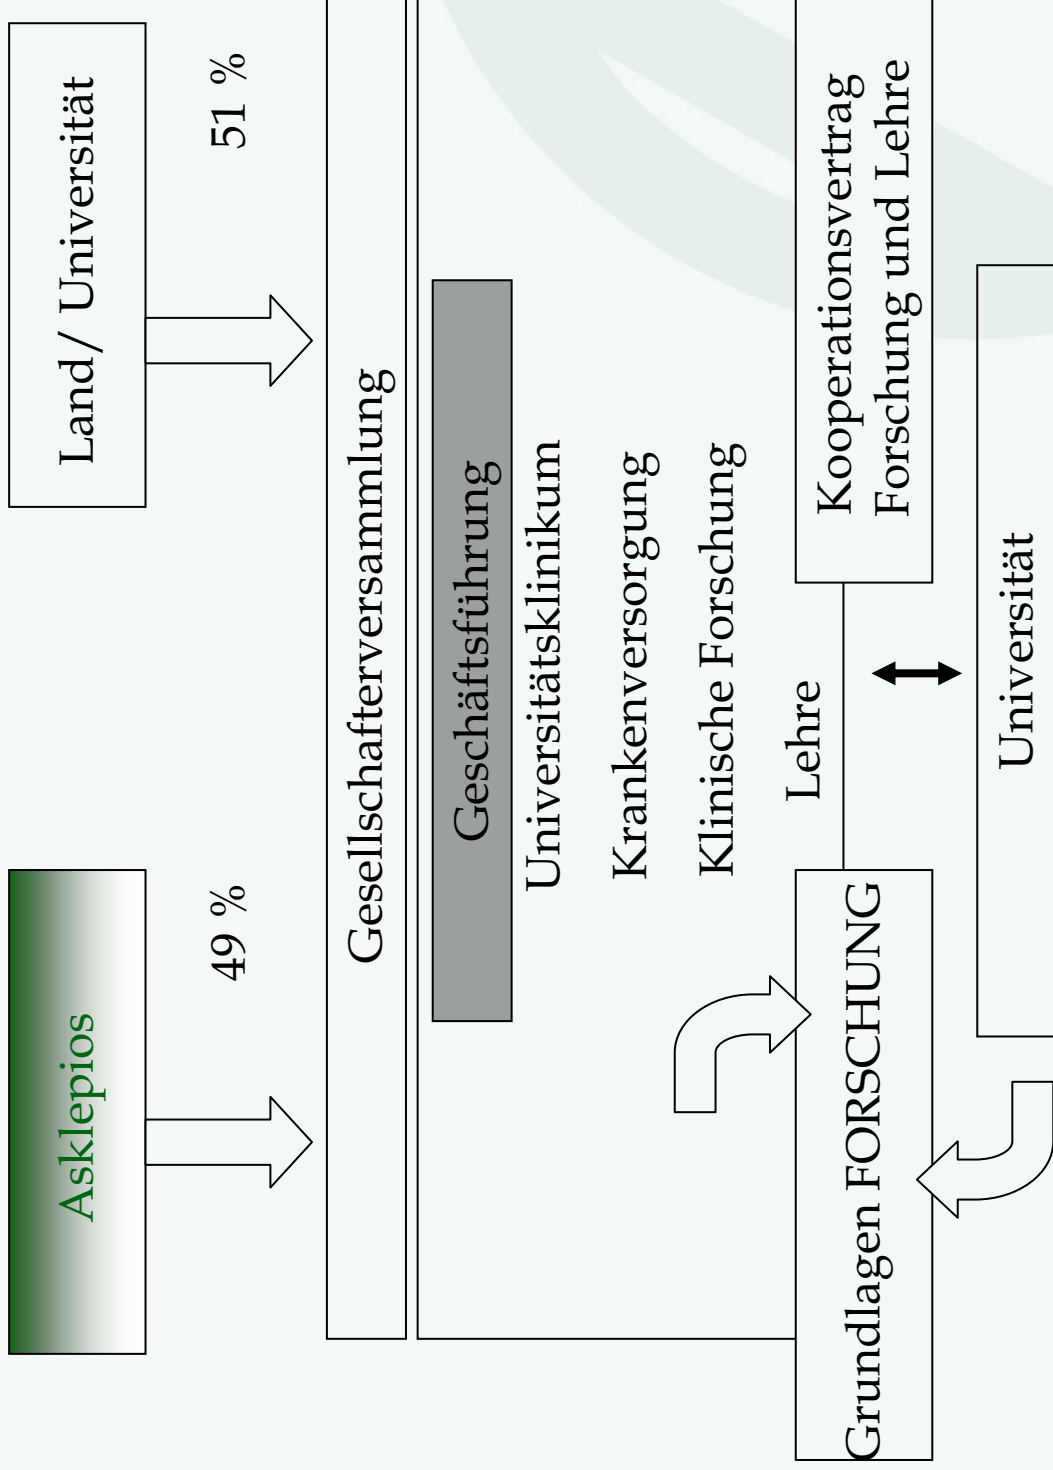 Asklepios
Land/ Universität
49 %
51 %
Gesellschafterversammlung
Geschäftsführung
Universitätsklinikum
Krankenversorgung
Klinische Forschung
Lehre
Grundlagen FORSCHUNG
Kooperationsvertrag
Forschung und Lehre
Universität